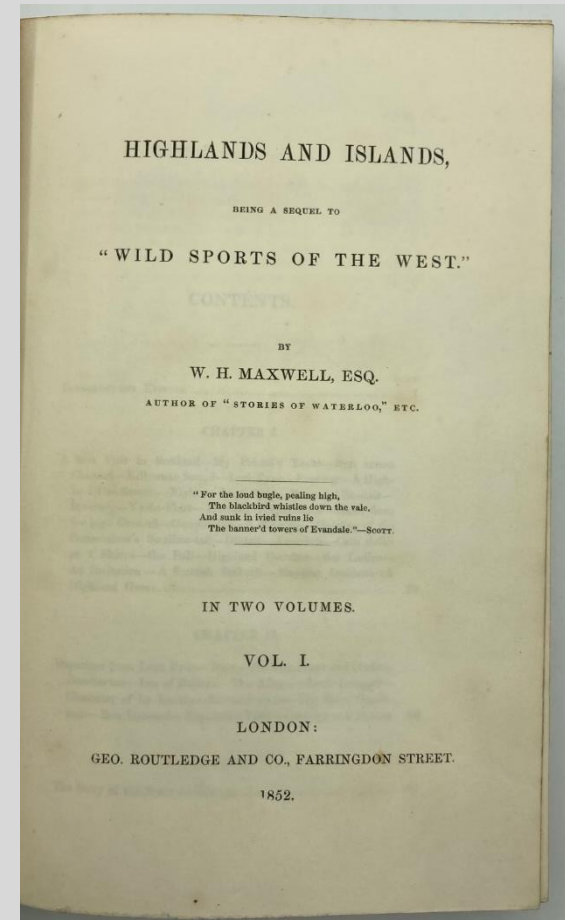 HIGHLANDS AND ISLANDS,
BEING A SEQUEL TO
"WILD SPORTS OF THE WEST."
BY
W. H. MAXWELL, ESQ.
AUTHOR OF "STORIES OF WATERLOO," ETC.
"For the loud bugle, pealing high,
The blackbird whistles down the vale,
And sunk in ivied ruins lie
The banner'd towers of Evandale."—SCOTT.
IN TWO VOLUMES.
VOL. I.
LONDON:
GEO. ROUTLEDGE AND CO., FARRINGDON STREET.
1852.